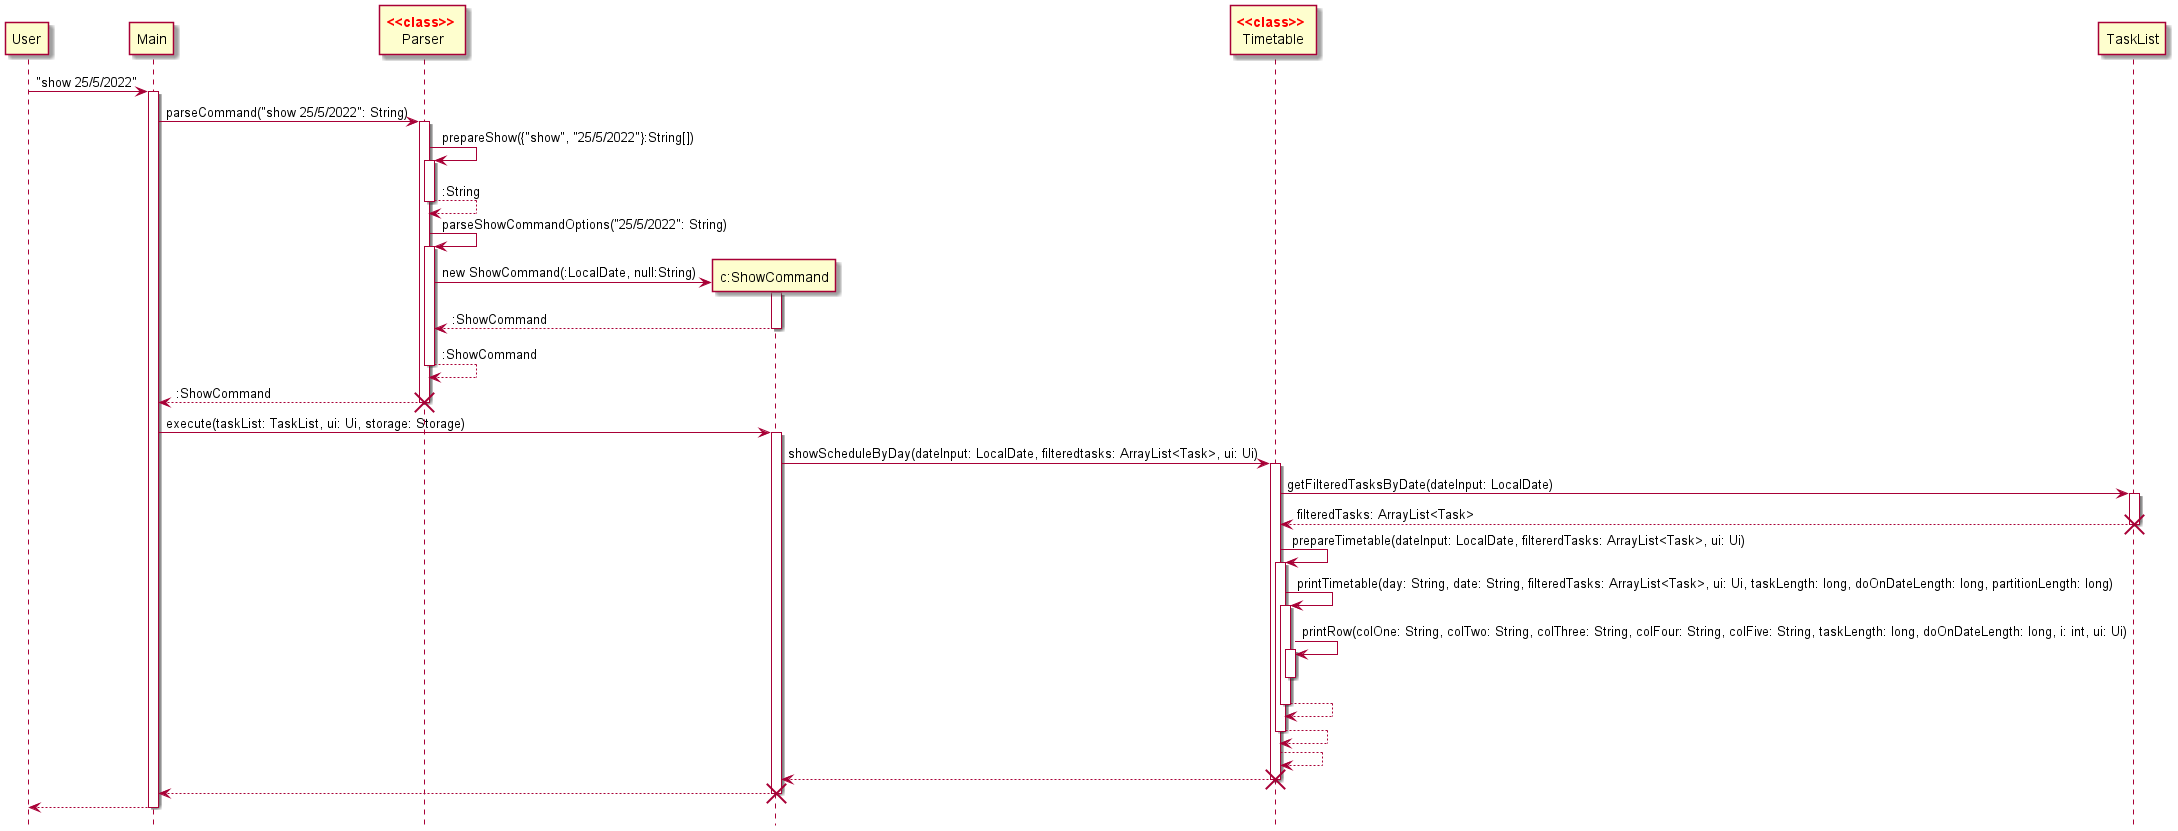 <<class>>
<<class>>
User
Main
Parser
Timetable
TaskList
"show 25/5/2022"
parseCommand("show 25/5/2022": String)
prepareShow({"show", "25/5/2022"}:String[])
:String
parseShowCommandOptions("25/5/2022": String)
new ShowCommand(:LocalDate, null:String)
c:ShowCommand
:ShowCommand
:ShowCommand
:ShowCommand
execute(taskList: TaskList, ui: Ui, storage: Storage)
showScheduleByDay(dateInput: LocalDate, filteredtasks: ArrayList<Task>, ui: Ui)
getFilteredTasksByDate(dateInput: LocalDate)
filteredTasks: ArrayList<Task>
prepareTimetable(dateInput: LocalDate, filtererdTasks: ArrayList<Task>, ui: Ui)
printTimetable(day: String, date: String, filteredTasks: ArrayList<Task>, ui: Ui, taskLength: long, doOnDateLength: long, partitionLength: long)
printRow(colOne: String, colTwo: String, colThree: String, colFour: String, colFive: String, taskLength: long, doOnDateLength: long, i: int, ui: Ui)